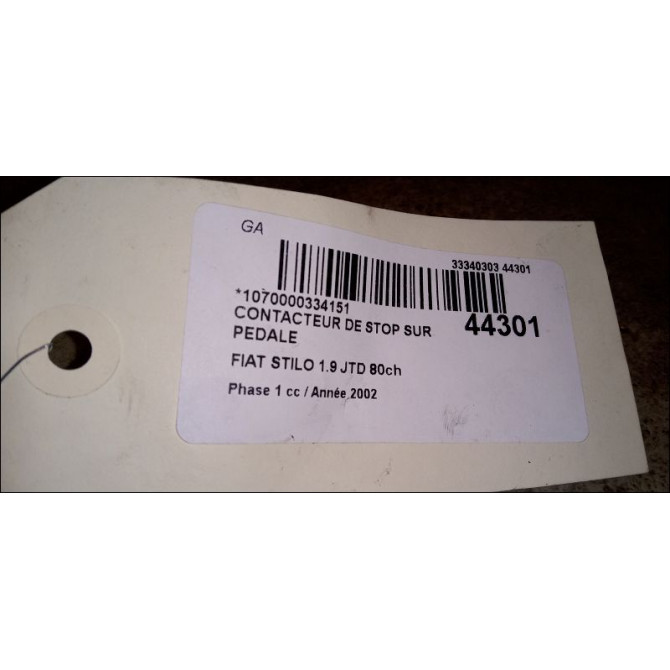 GA
33340303 44301
*1070000334151
44301
CONTACTEUR DE STOP SUR
PEDALE
FIAT STILO 1.9 JTD 80ch
Phase 1 cc / Année 2002